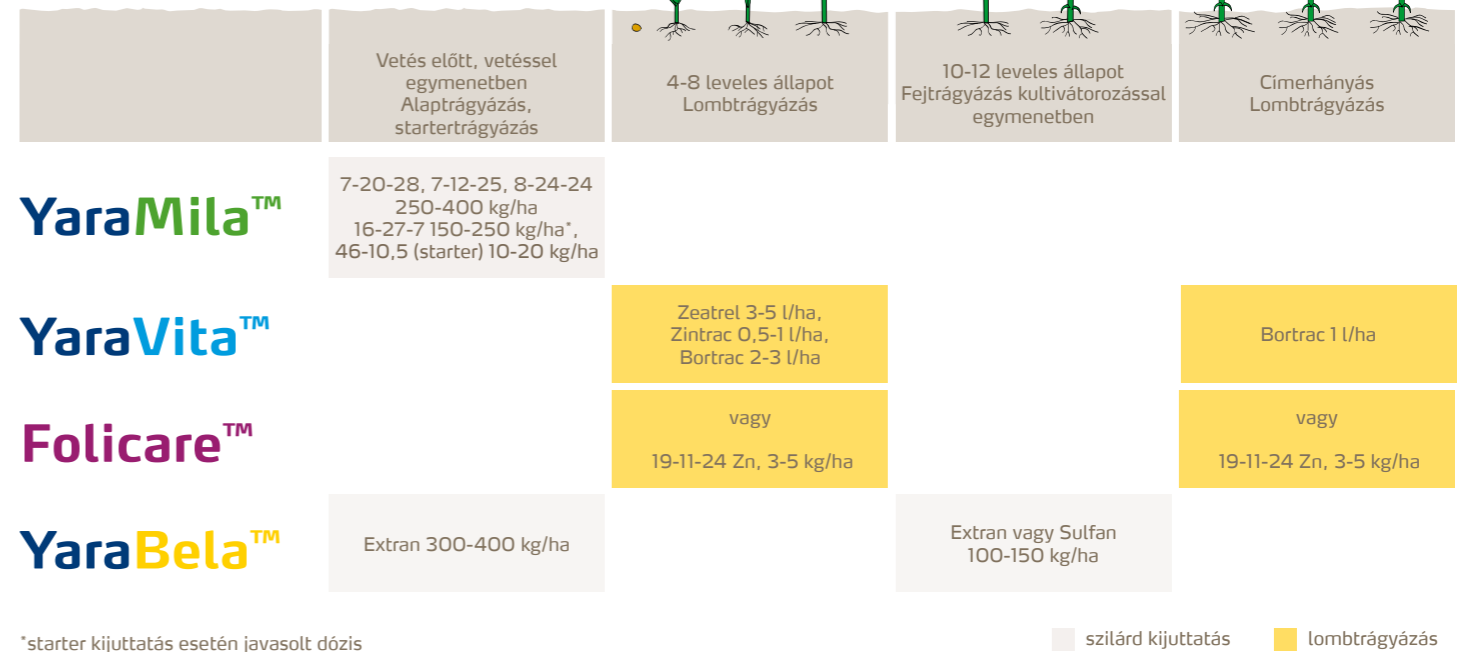 Vetés előtt, vetéssel
egymenetben
Alaptrágyázás,
startertrágyázás
4-8 leveles állapot
Lombtrágyázás
10-12 leveles állapot
Fejtrágyázás kultivátorozással
egymenetben
Címerhányás
Lombtrágyázás
YaraMila™
7-20-28, 7-12-25, 8-24-24
250-400 kg/ha
16-27-7 150-250 kg/ha*,
46-10,5 (starter) 10-20 kg/ha
YaraVita™
Zeatrel 3-5 l/ha,
Zintrac 0,5-1 l/ha,
Bortrac 2-3 l/ha
Bortrac 1 l/ha
Folicare™
vagy
19-11-24 Zn, 3-5 kg/ha
vagy
19-11-24 Zn, 3-5 kg/ha
YaraBela™
Extran 300-400 kg/ha
Extran vagy Sulfan
100-150 kg/ha
*starter kijuttatás esetén javasolt dózis
szilárd kijuttatás
lombtrágyázás